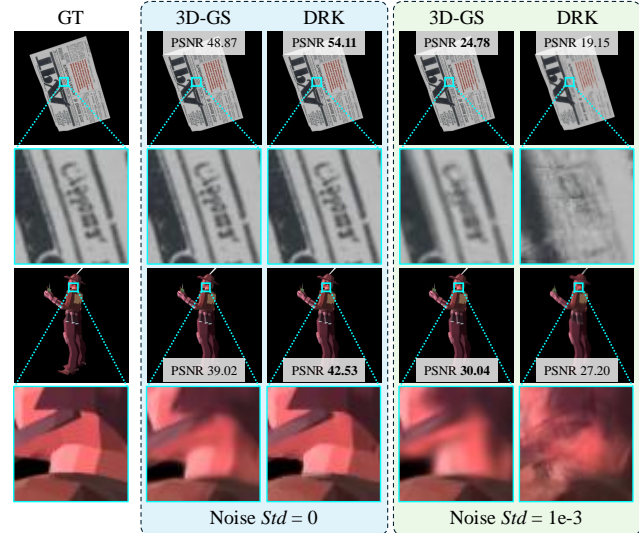 GT 3D-GS DRK 3D-GS DRK
PSNR 48.87 PSNR 54.11 PSNR 24.78 PSNR 19.15
PSNR 39.02 PSNR 42.53 PSNR 30.04 PSNR 27.20
Noise Std = 0 Noise Std = 1e-3